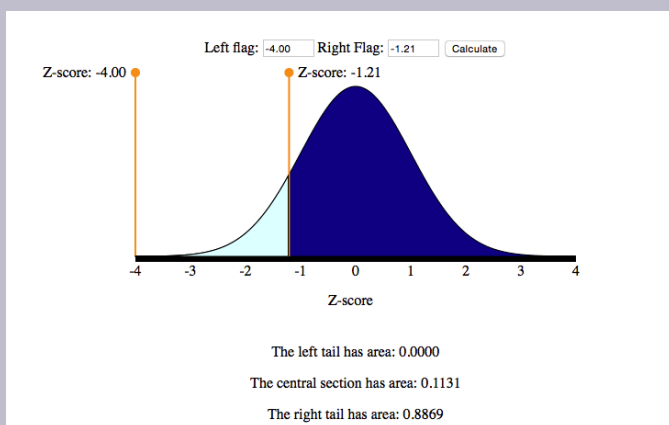 Left flag: -4.00 Right Flag: -1.21 Calculate
Z-score: -4.00 Z-score: -1.21
-4 -3 -2 -1 0 1 2 3 4
Z-score
The left tail has area: 0.0000
The central section has area: 0.1131
The right tail has area: 0.8869